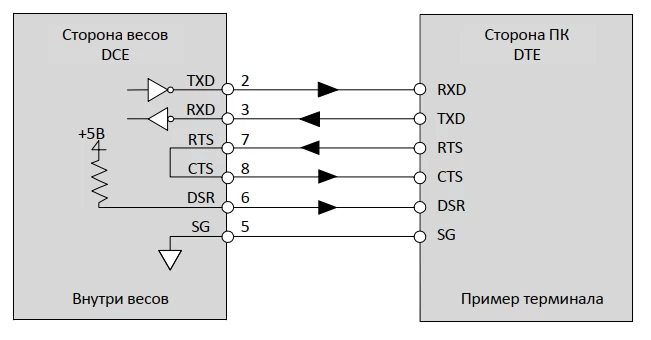 Сторона весов
DCE
Сторона ПК
DTE
TXD 2 RXD
RXD 3 TXD
+5В
RTS 7 RTS
CTS 8 CTS
DSR 6 DSR
SG 5 SG
Внутри весов
Пример терминала